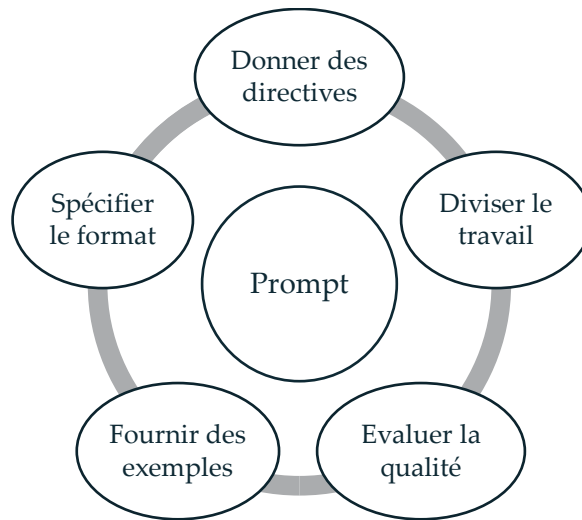 Donner des
directives
Spécifier
le format
Diviser le
travail
Prompt
Fournir des
exemples
Evaluer la
qualité